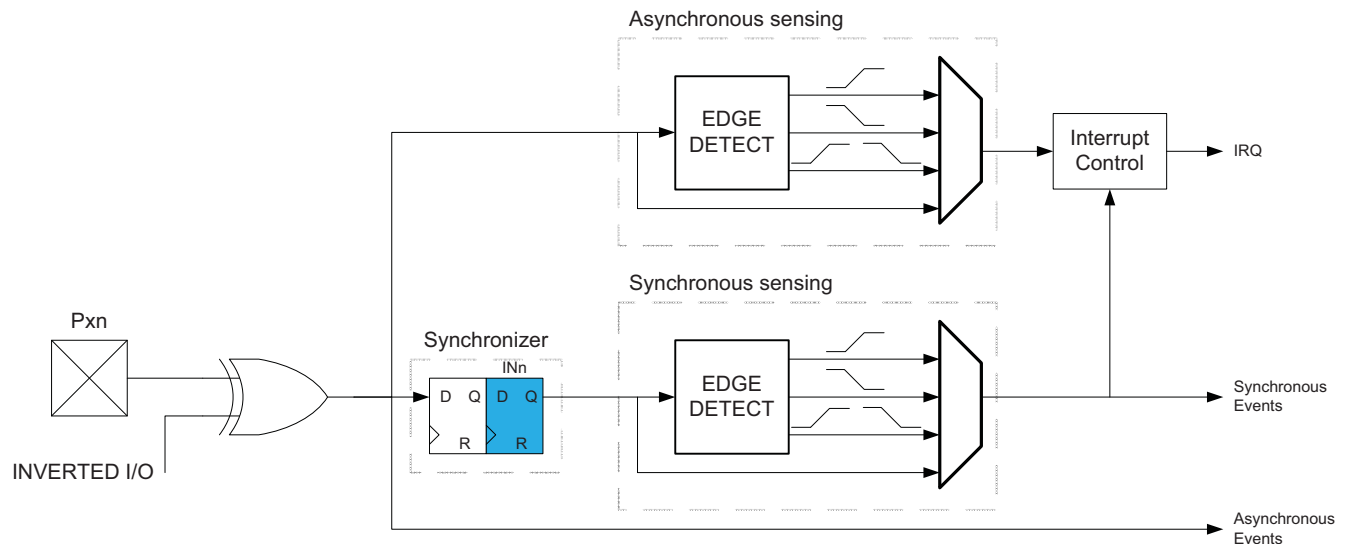 Asynchronous sensing
EDGE
DETECT
Interrupt
Control
IRQ
Synchronous sensing
Pxn
Synchronizer
INn
D Q D Q
R R
EDGE
DETECT
Synchronous
Events
INVERTED I/O
Asynchronous
Events